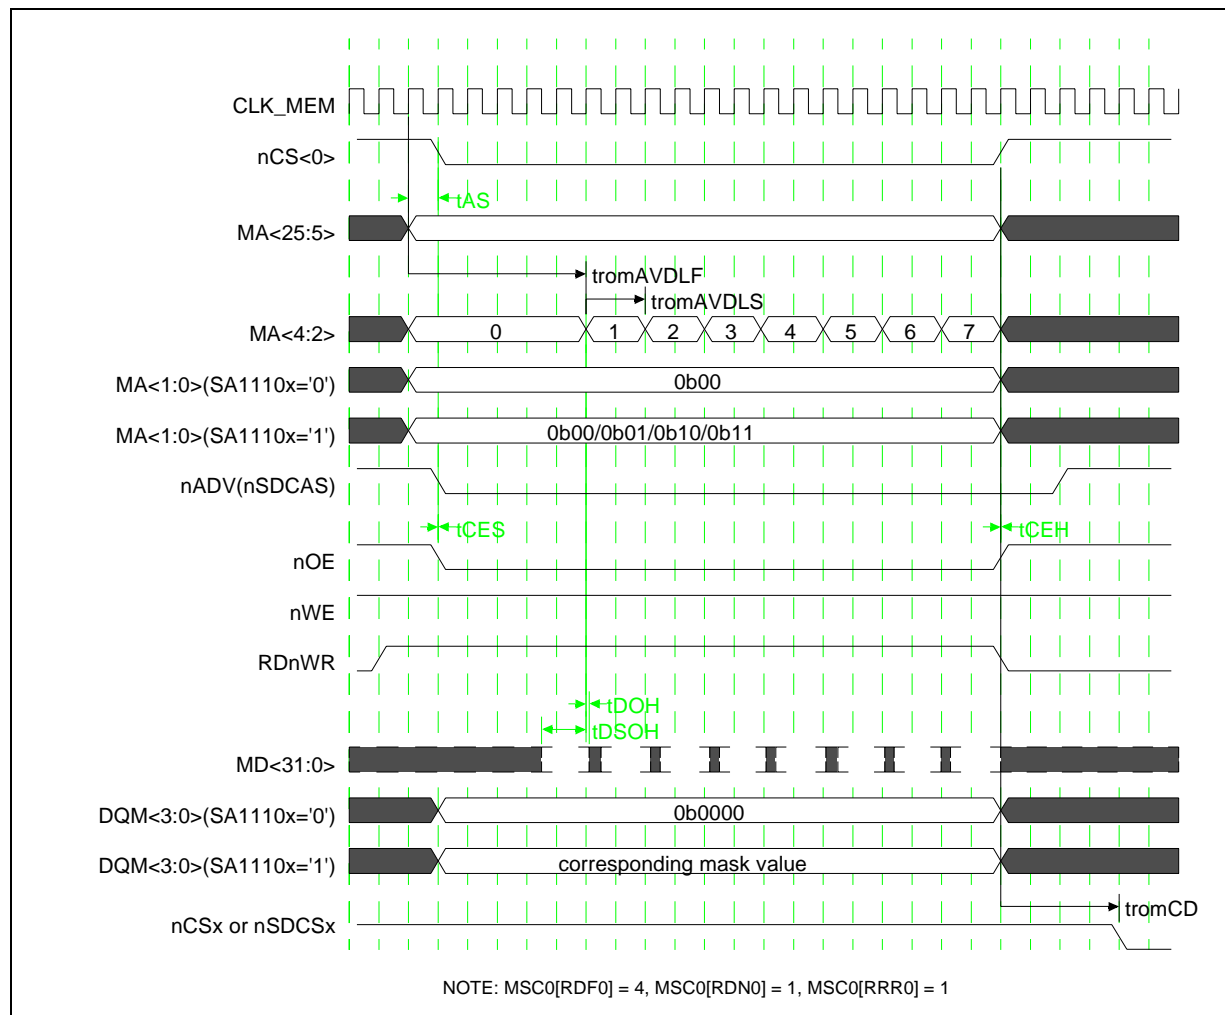 CLK_MEM
nCS<0>
tAS
MA<25:5>
tromAVDLF
tromAVDLS
MA<4:2>
0 1 2 3 4 5 6 7
MA<1:0>(SA1110x='0')
0b00
MA<1:0>(SA1110x='1')
0b00/0b01/0b10/0b11
nADV(nSDCAS)
tCES tCEH
nOE
nWE
RDnWR
tDOH
tDSOH
MD<31:0>
DQM<3:0>(SA1110x='0')
0b0000
DQM<3:0>(SA1110x='1')
corresponding mask value
tromCD
nCSx or nSDCSx
NOTE: MSC0[RDF0] = 4, MSC0[RDN0] = 1, MSC0[RRR0] = 1